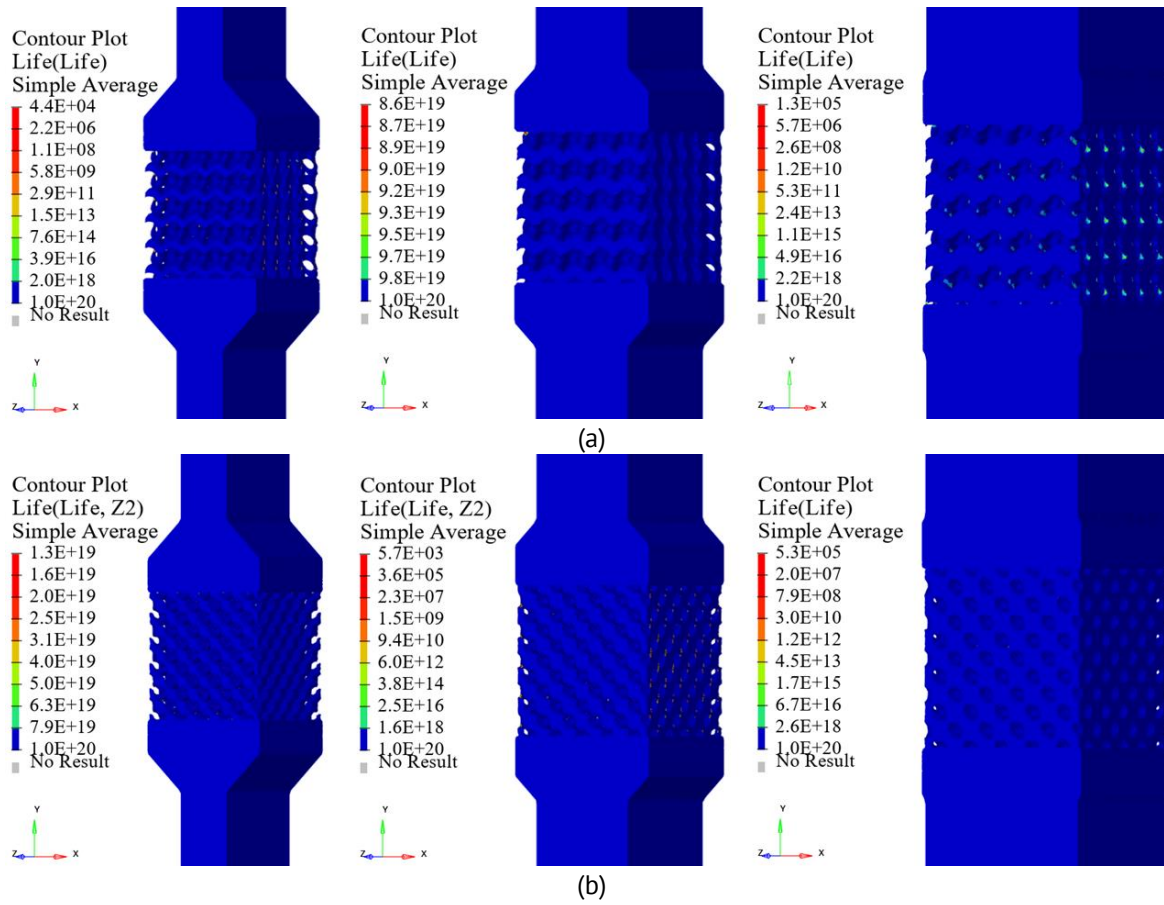 Contour Plot
Life(Life)
Simple Average
4.4E+04
2.2E+06
1.1E+08
5.8E+09
2.9E+11
1.5E+13
7.6E+14
3.9E+16
2.0E+18
1.0E+20
No Result
Y
Z
X
Contour Plot
Life(Life)
Simple Average
8.6E+19
8.7E+19
8.9E+19
9.0E+19
9.2E+19
9.3E+19
9.5E+19
9.7E+19
9.8E+19
1.0E+20
No Result
Y
Z
X
Contour Plot
Life(Life)
Simple Average
1.3E+05
5.7E+06
2.6E+08
1.2E+10
5.3E+11
2.4E+13
1.1E+15
4.9E+16
2.2E+18
1.0E+20
No Result
Y
Z
X
(a)
Contour Plot
Life(Life, Z2)
Simple Average
1.3E+19
1.6E+19
2.0E+19
2.5E+19
3.1E+19
4.0E+19
5.0E+19
6.3E+19
7.9E+19
1.0E+20
No Result
Y
Z
X
Contour Plot
Life(Life, Z2)
Simple Average
5.7E+03
3.6E+05
2.3E+07
1.5E+09
9.4E+10
6.0E+12
3.8E+14
2.5E+16
1.6E+18
1.0E+20
No Result
Y
Z
X
Contour Plot
Life(Life)
Simple Average
5.3E+05
2.0E+07
7.9E+08
3.0E+10
1.2E+12
4.5E+13
1.7E+15
6.7E+16
2.6E+18
1.0E+20
No Result
Y
Z
X
(b)